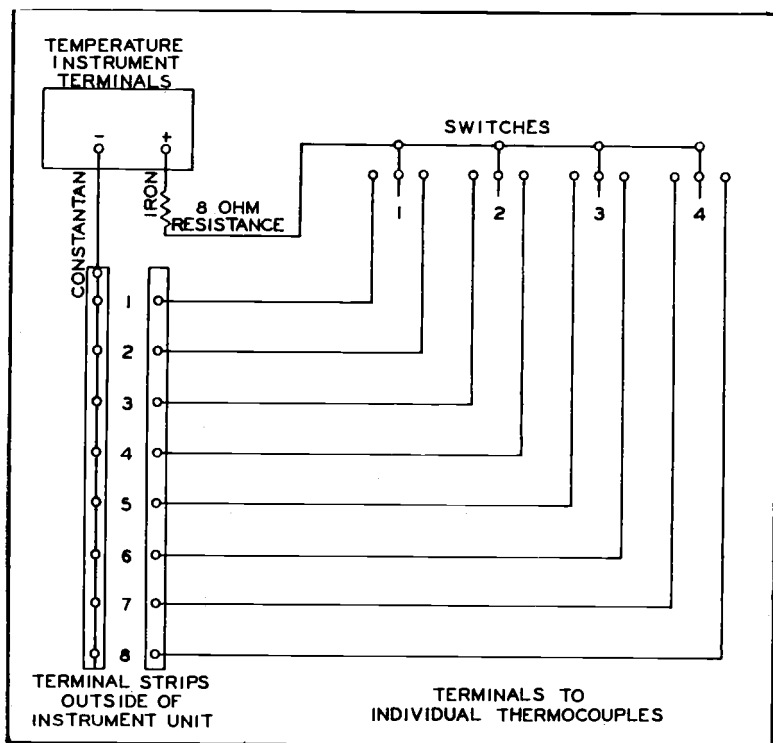 TEMPERATURE
INSTRUMENT
TERMINALS
- +
SWITCHES
CONSTANTAN
IRON
8 OHM
RESISTANCE
1 2 3 4
1
2
3
4
5
6
7
8
TERMINAL STRIPS
OUTSIDE OF
INSTRUMENT UNIT
TERMINALS TO
INDIVIDUAL THERMOCOUPLES